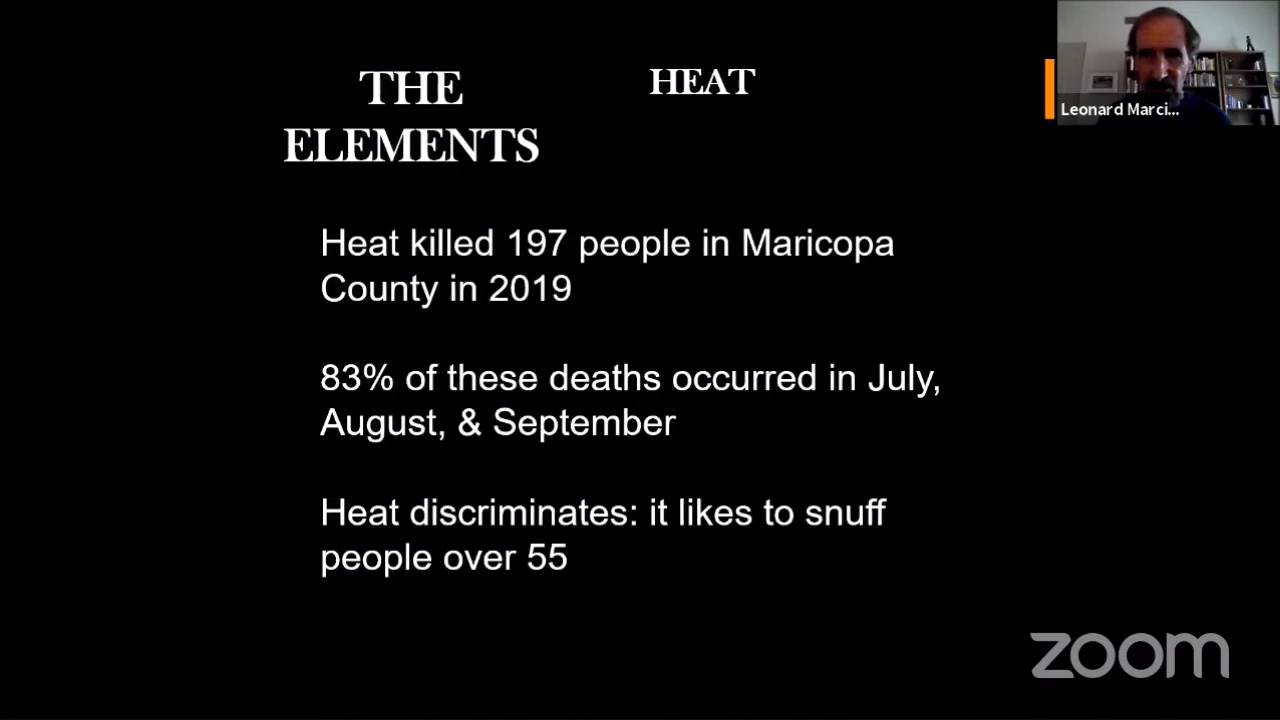 THE
ELEMENTS
HEAT
Leonard Marci...
Heat killed 197 people in Maricopa
County in 2019
83% of these deaths occurred in July,
August, & September
Heat discriminates: it likes to snuff
people over 55
zoom